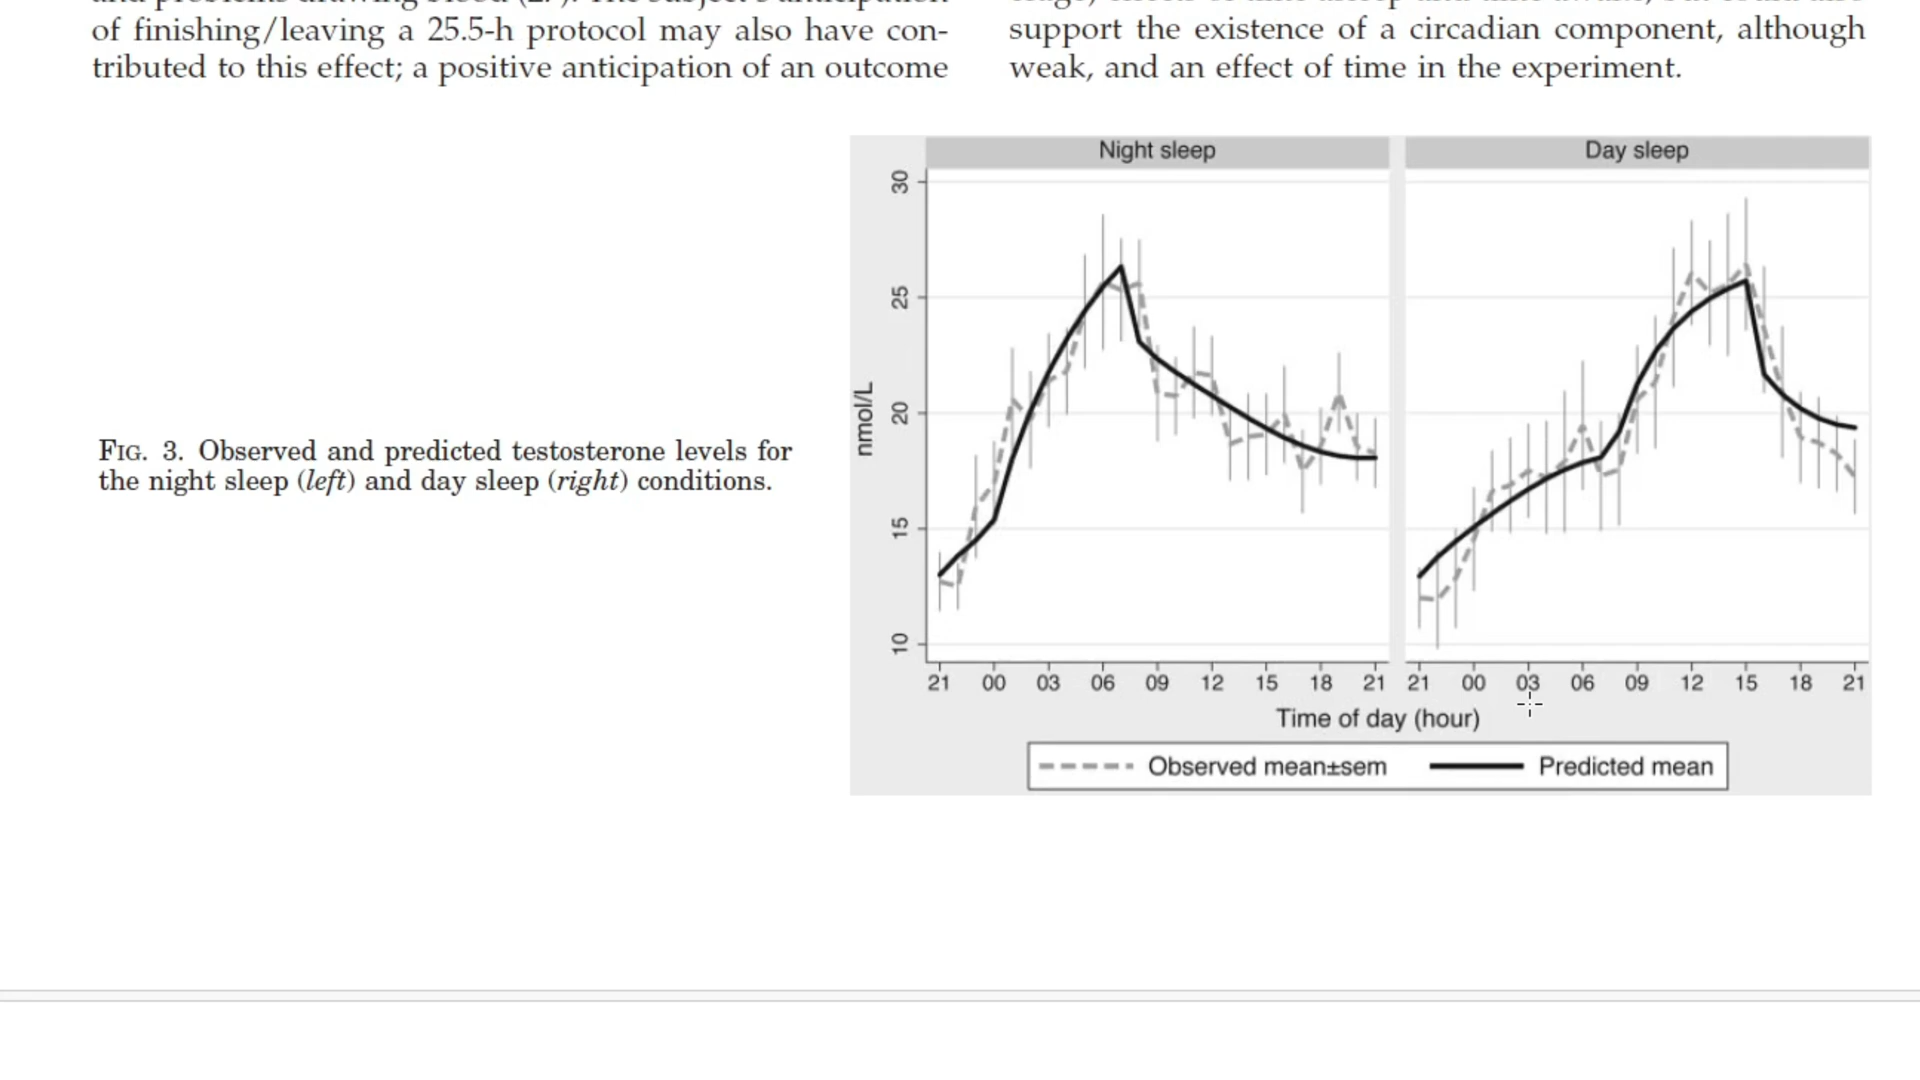 of finishing/leaving a 25.5-h protocol may also have con-
tributed to this effect; a positive anticipation of an outcome
support the existence of a circadian component, although
weak, and an effect of time in the experiment.
FIG. 3. Observed and predicted testosterone levels for
the night sleep (left) and day sleep (right) conditions.
Night sleep
Day sleep
nmol/L
30
25
20
15
10
21 00 03 06 09 12 15 18 21
21 00 03 06 09 12 15 18 21
Time of day (hour)
Observed mean±sem
Predicted mean